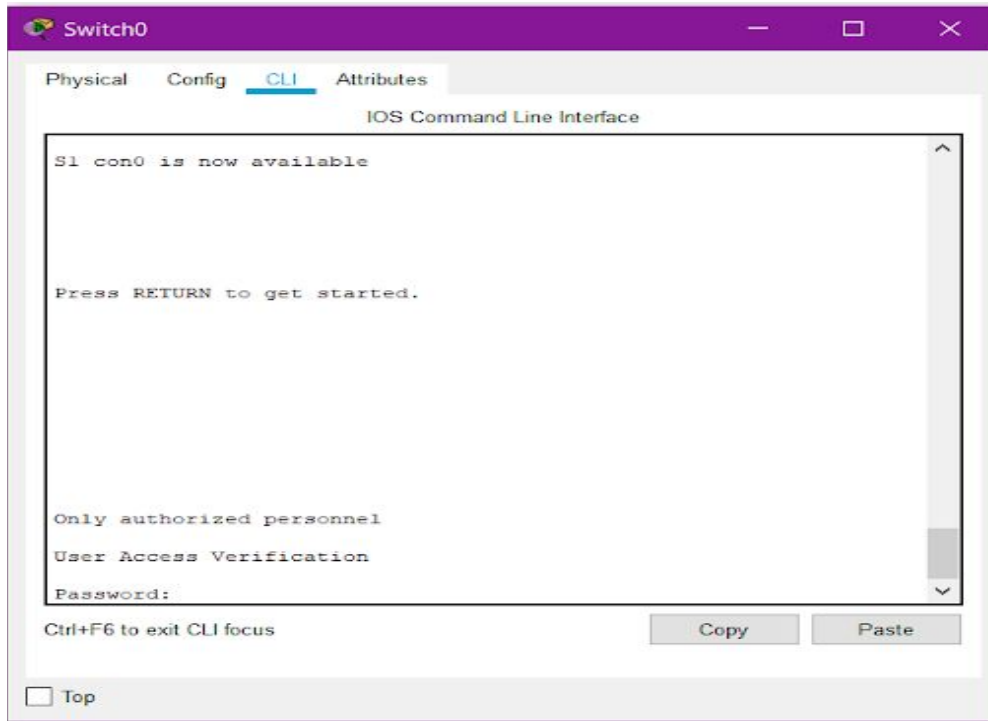 Switch0
Physical Config CLI Attributes
IOS Command Line Interface
S1 con0 is now available
Press RETURN to get started.
Only authorized personnel
User Access Verification
Password:
Ctrl+F6 to exit CLI focus
Copy Paste
Top